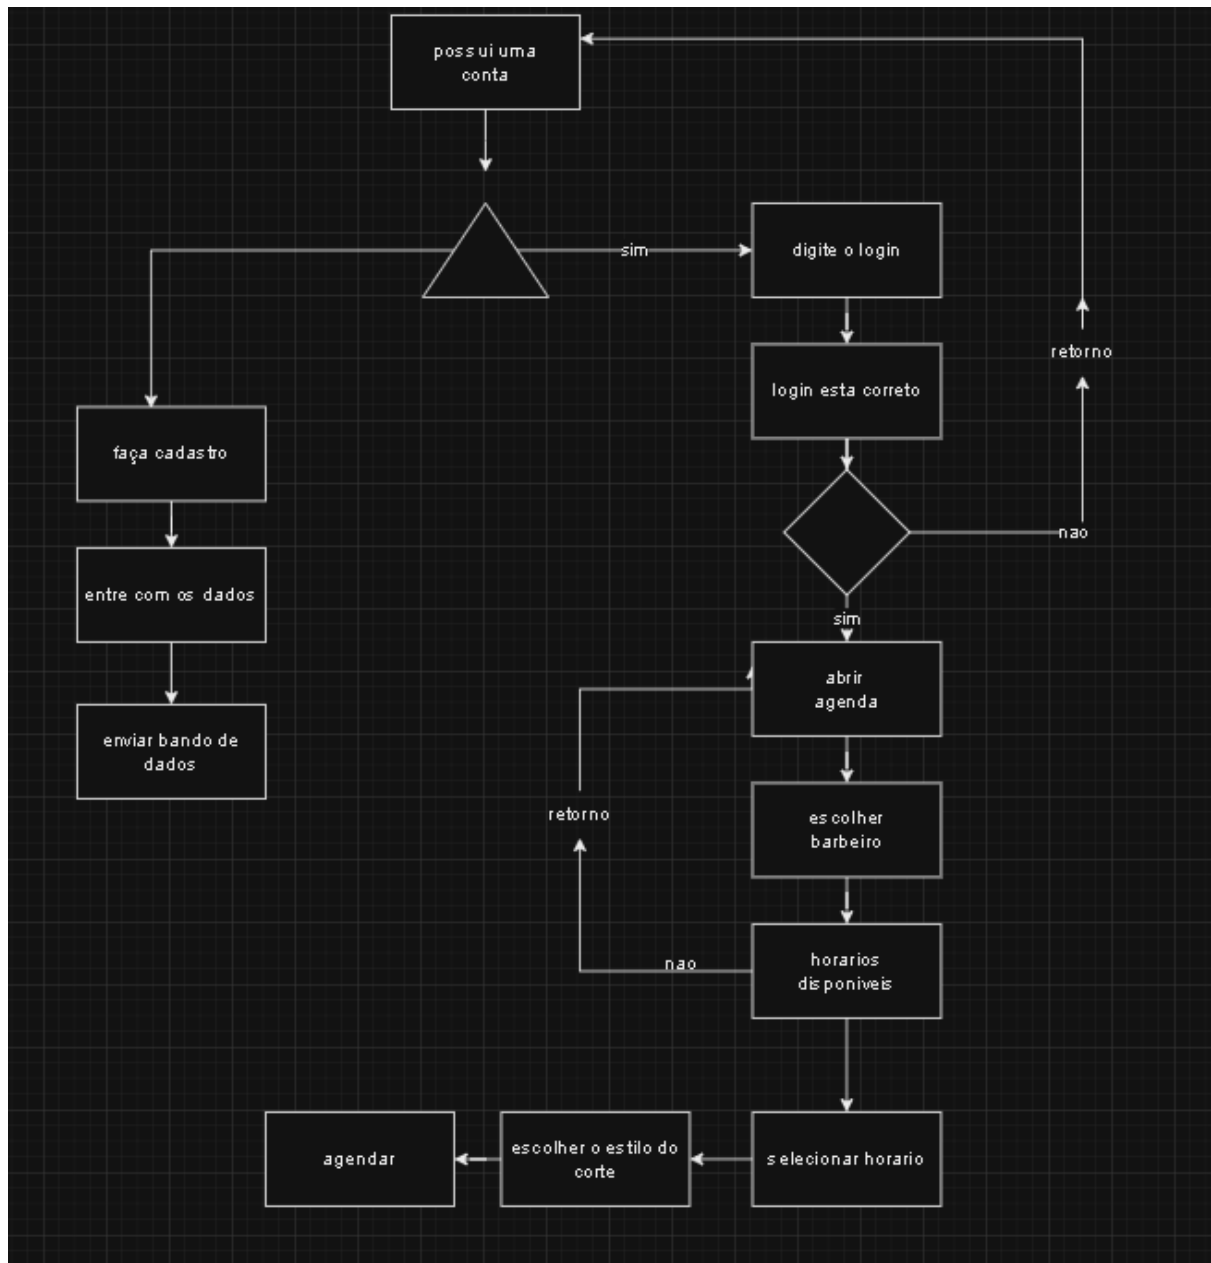 possui uma
conta
sim
digite o login
retorno
login esta correto
faça cadastro
nao
entre com os dados
sim
abrir
agenda
enviar bando de
dados
retorno
escolher
barbeiro
nao
horarios
disponiveis
agendar
escolher o estilo do
corte
selecionar horario